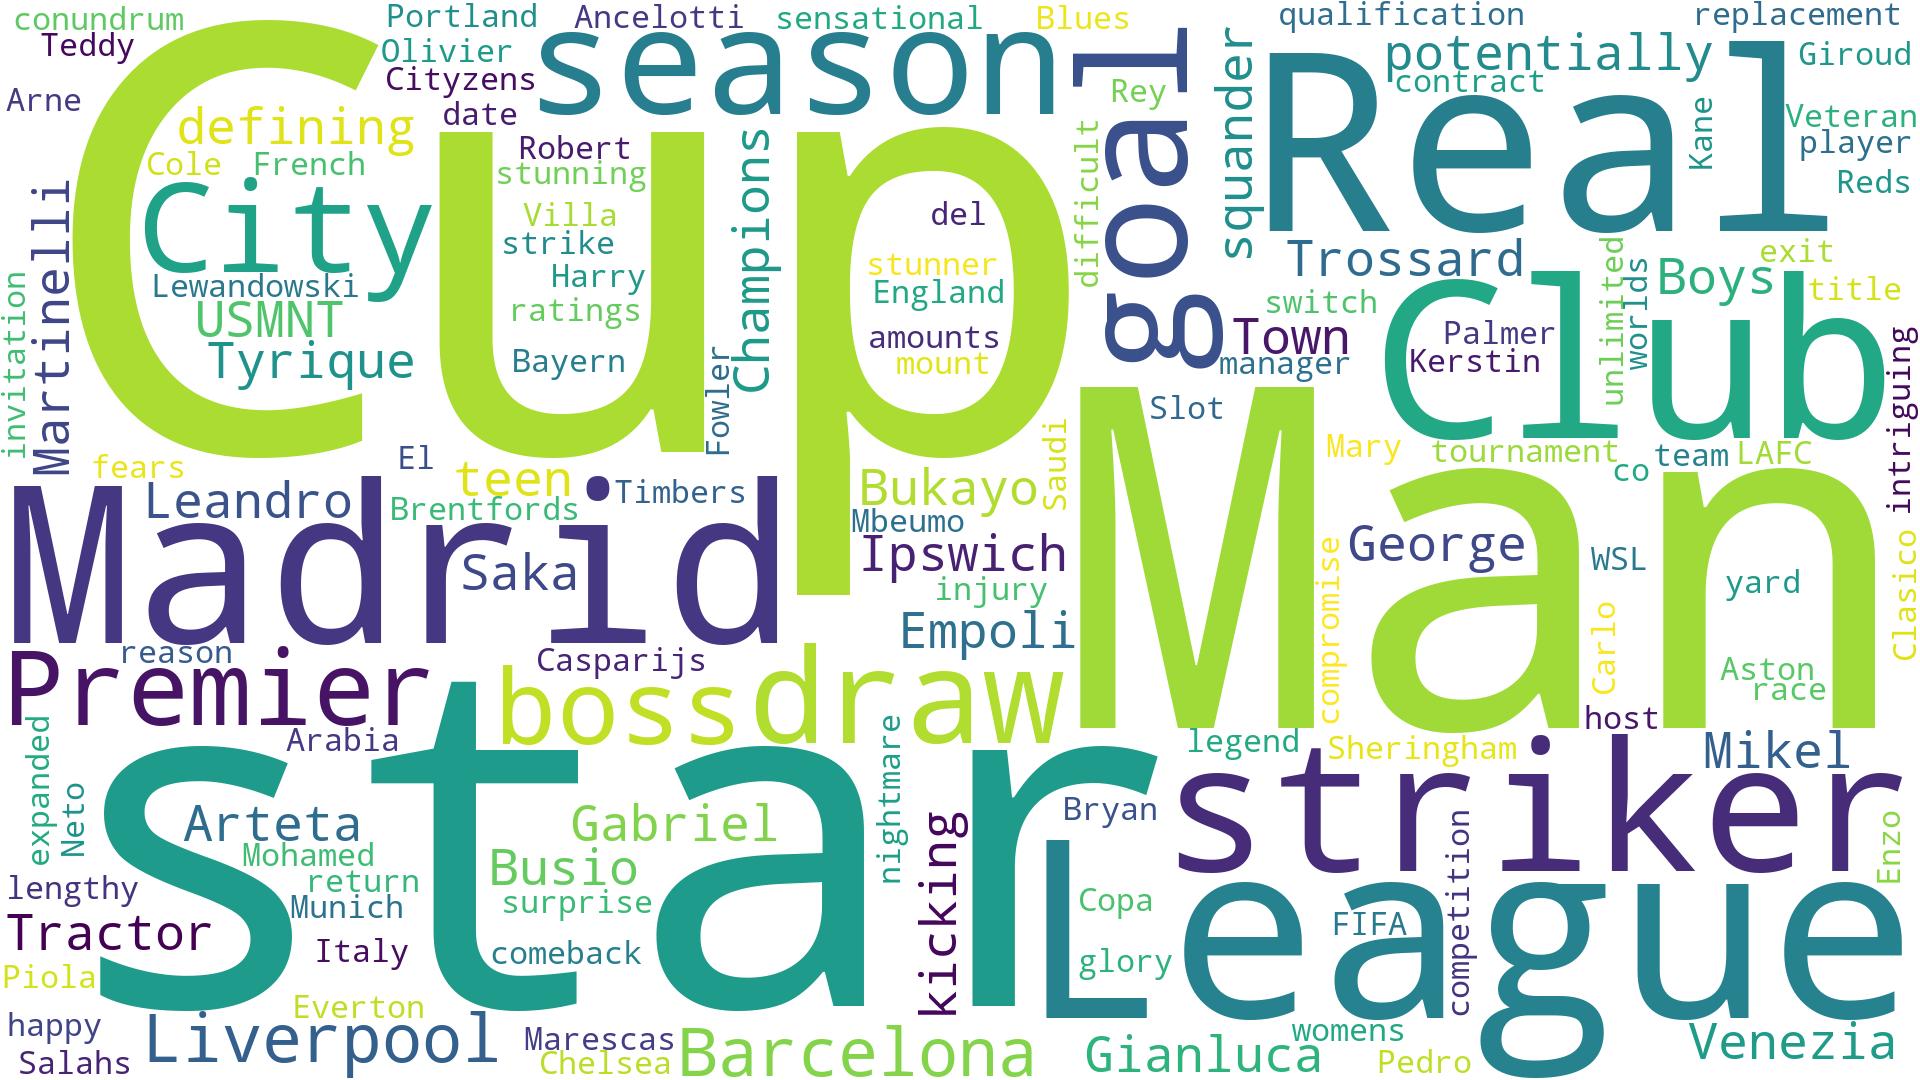 conundrum
Teddy
Portland
Ancelotti
sensational
Blues
qualification
replacement
Olivier
season
potentially
Giroud
Cityzens
contract
Arne
date
Rey
goal
squander
Real
Kane
Veteran
player
Reds
defining
Cup
Cole
French
Robert
stunning
Champions
difficult
City
Villa
del
strike
Martinelli
Lewandowski
Harry
stunner
England
Trossard
unlimited
worlds
Boys
exit
title
invitation
USMNT
ratings
switch
Club
Tyrique
Bayern
Fowler
amounts
mount
Town
manager
Palmer
Kerstin
intriguing
Slot
Man
fears
El
teen
Saudi
Mary
tournament
team
LAFC
co
Madrid
Leandro
Brentfords
Timbers
Bukayo
Mbeumo
Saka
Ipswich
injury
George
WSL
yard
Clasico
compromise
Carlo
Empoli
reason
Casparijs
Premier
boss
draw
Aston
race
host
expanded
Arabia
star
nightmare
legend
Sheringham
striker
Mikel
Neto
Arteta
Gabriel
kicking
Bryan
competition
Enzo
Mohamed
return
Busio
lengthy
Munich
surprise
Copa
League
FIFA
Tractor
Italy
comeback
glory
Piola
Everton
happy
Liverpool
Marescas
Barcelona
womens
Venezia
Salahs
Chelsea
Gianluca
Pedro